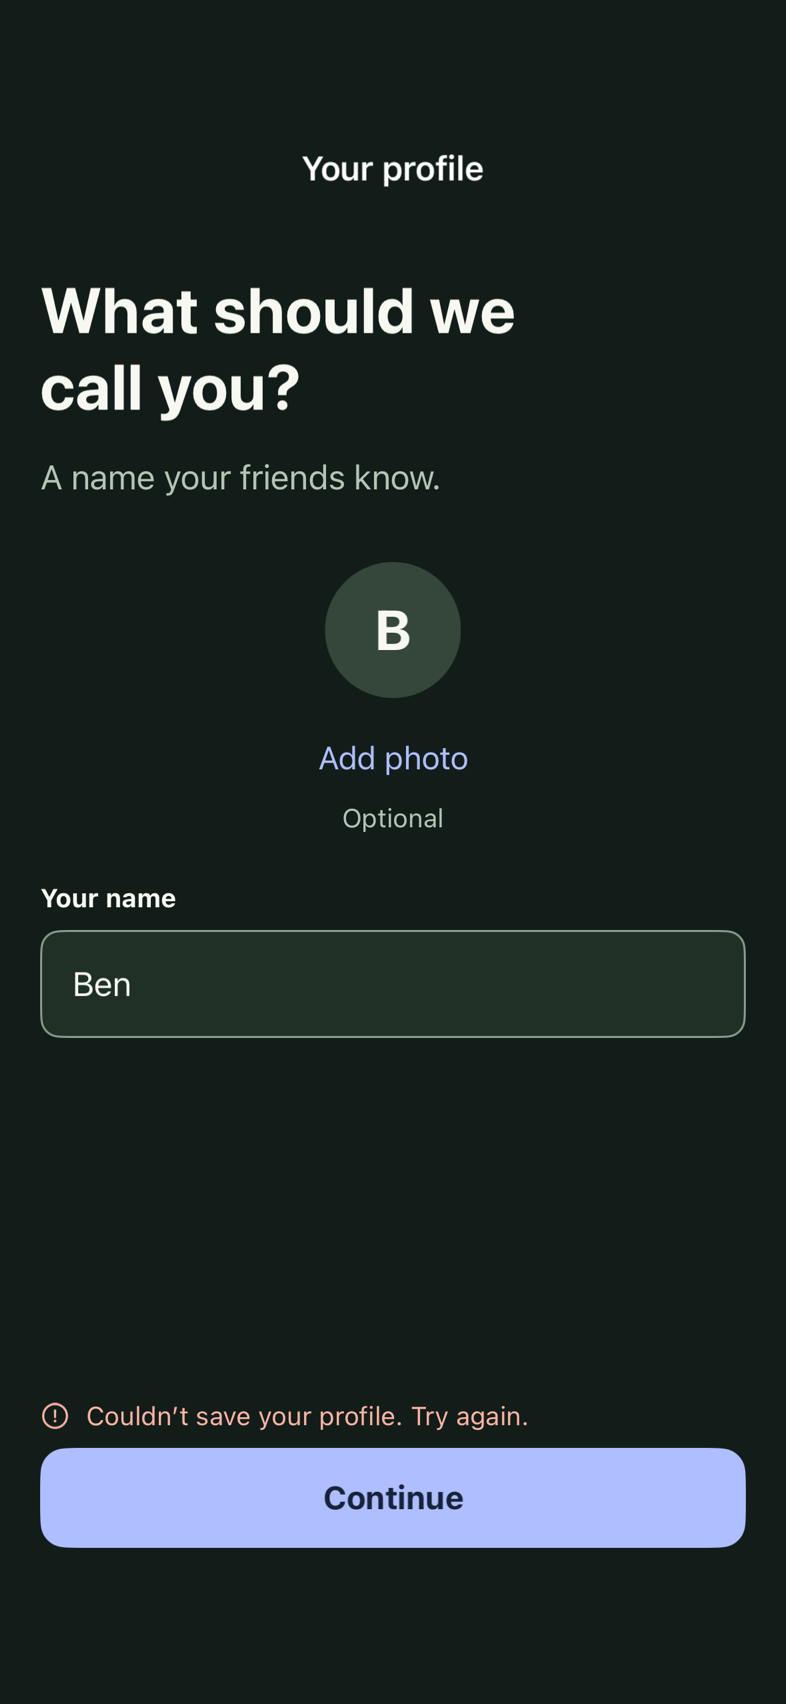 Your profile
What should we
call you?
A name your friends know.
B
Add photo
Optional
Your name
Ben
Couldn’t save your profile. Try again.
Continue